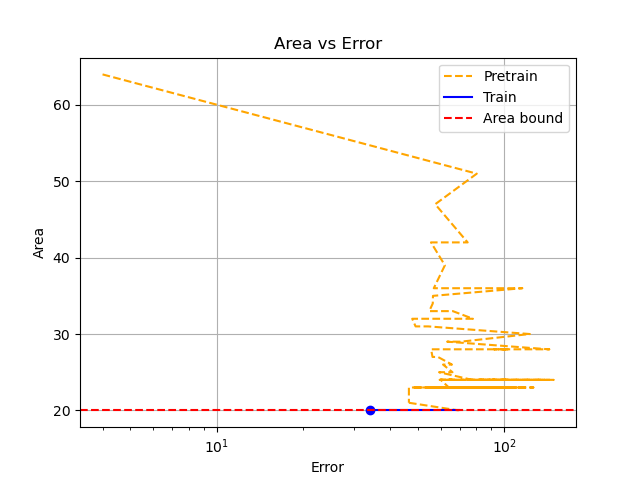 Area vs Error
Pretrain
Train
Area bound
Area
60
50
40
30
20
10¹
10²
Error